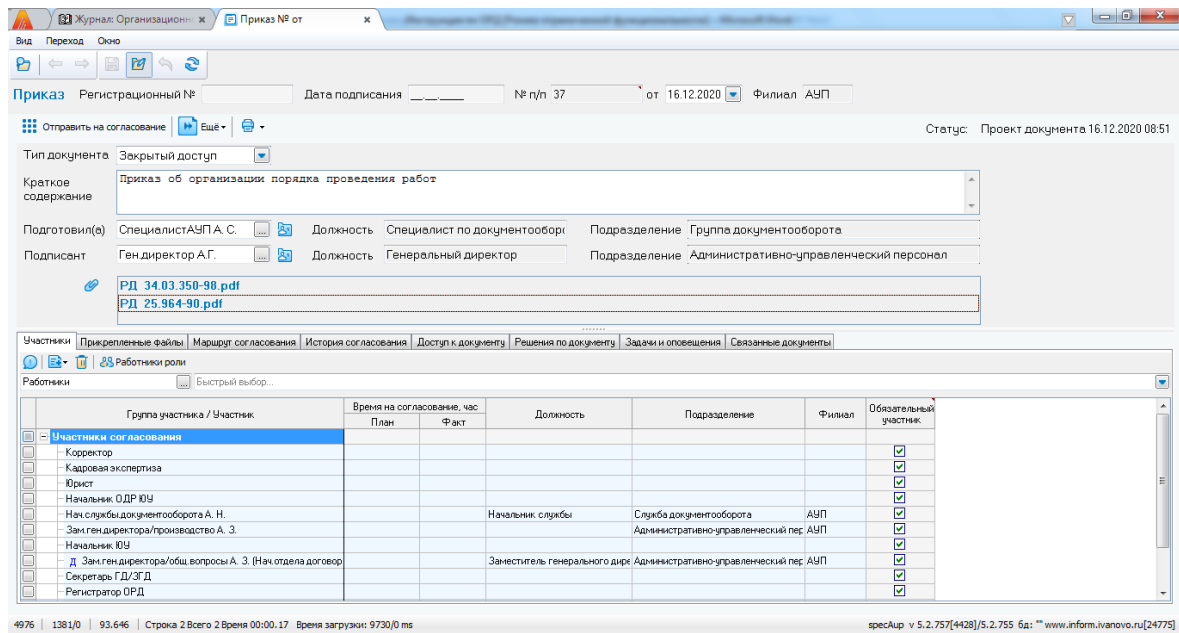 Журнал: Организационн
Приказ № от
Вид Переход Окно
Приказ Регистрационный № Дата подписания __.__.____ № п/п 37 от 16.12.2020 Филиал АУП
Отправить на согласование Ещё Статус: Проект документа 16.12.2020 08:51
Тип документа Закрытый доступ
Краткое содержание Приказ об организации порядка проведения работ
Подготовил(а) СпециалистАУП А. С. ... Должность Специалист по документообор Подразделение Группа документооборота
Подписант Ген.директор А.Г. ... Должность Генеральный директор Подразделение Административно-управленческий персонал
РД 34.03.350-98.pdf
РД 25.964-90.pdf
Участники Прикрепленные файлы Маршрут согласования История согласования Доступ к документу Решения по документу Задачи и оповещения Связанные документы
Работники роли
Работники ... Быстрый выбор...
Группа участника / Участник Время на согласование, час Должность Подразделение Филиал Обязательный участник
План Факт
Участники согласования
Корректор
Кадровая экспертиза
Юрист
Начальник ОДР ЮУ
Нач.службы документооборота А. Н. Начальник службы Служба документооборота АУП
Зам.ген.директора/производство А. З. Административно-управленческий пер АУП
Начальник ЮУ
Д Зам.ген.директора/общ.вопросы А. З. (Нач.отдела договор Заместитель генерального дире Административно-управленческий пер АУП
Секретарь ГД/ЗГД
Регистратор ОРД
4976 1381/0 93.646 Строка 2 Всего 2 Время 00:00.17 Время загрузки: 9730/0 ms specAup v 5.2.757[4428]/5.2.755 бд: "" www.inform.ivanovo.ru[24775]